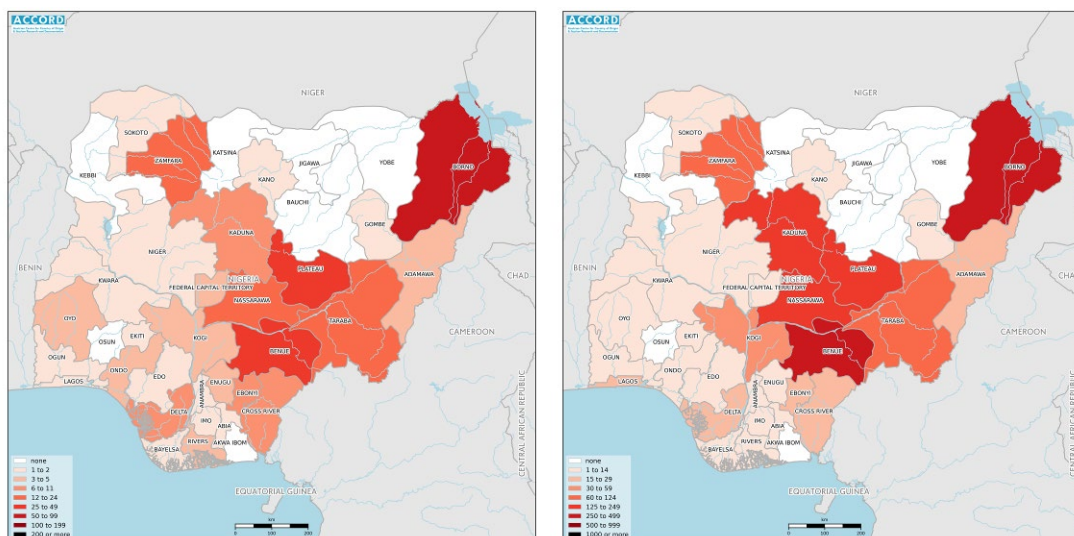 ACCORD
NIGER
SOKOTO
KATSINA
ZAMFARA
JIGAWA
YOBE
BORNO
KEBBI
KANO
BAUCHI
GOMBE
KADUNA
NIGER
PLATEAU
ADAMAWA
BENIN
CHAD
KWARA
NIGERIA
FEDERAL CAPITAL TERRITORY
NASSARAWA
OYO
TARABA
CAMEROON
OSUN
EKITI
KOGI
BENUE
OGUN
ONDO
EDO
ENUGU
LAGOS
ANAMBRA
EBONYI
DELTA
CROSS RIVER
IMO
ABIA
RIVERS
AKWA IBOM
BAYELSA
CENTRAL AFRICAN REPUBLIC
EQUATORIAL GUINEA
none
1 to 2
3 to 5
6 to 11
12 to 24
25 to 49
50 to 99
100 to 199
200 or more
km
0 100 200
ACCORD
NIGER
SOKOTO
KATSINA
ZAMFARA
JIGAWA
YOBE
BORNO
KEBBI
KANO
BAUCHI
GOMBE
KADUNA
NIGER
PLATEAU
ADAMAWA
BENIN
CHA
KWARA
NIGERIA
FEDERAL CAPITAL TERRITORY
NASSARAWA
OYO
TARABA
CAMEROON
OSUN
EKITI
KOGI
BENUE
OGUN
ONDO
EDO
ENUGU
LAGOS
ANAMBRA
EBONYI
DELTA
CROSS RIVER
IMO
ABIA
RIVERS
AKWA IBOM
BAYELSA
CENTRAL AFRICAN REPUBLIC
EQUATORIAL GUINEA
none
1 to 14
15 to 29
30 to 59
60 to 124
125 to 249
250 to 499
500 to 999
1000 or more
km
0 100 200